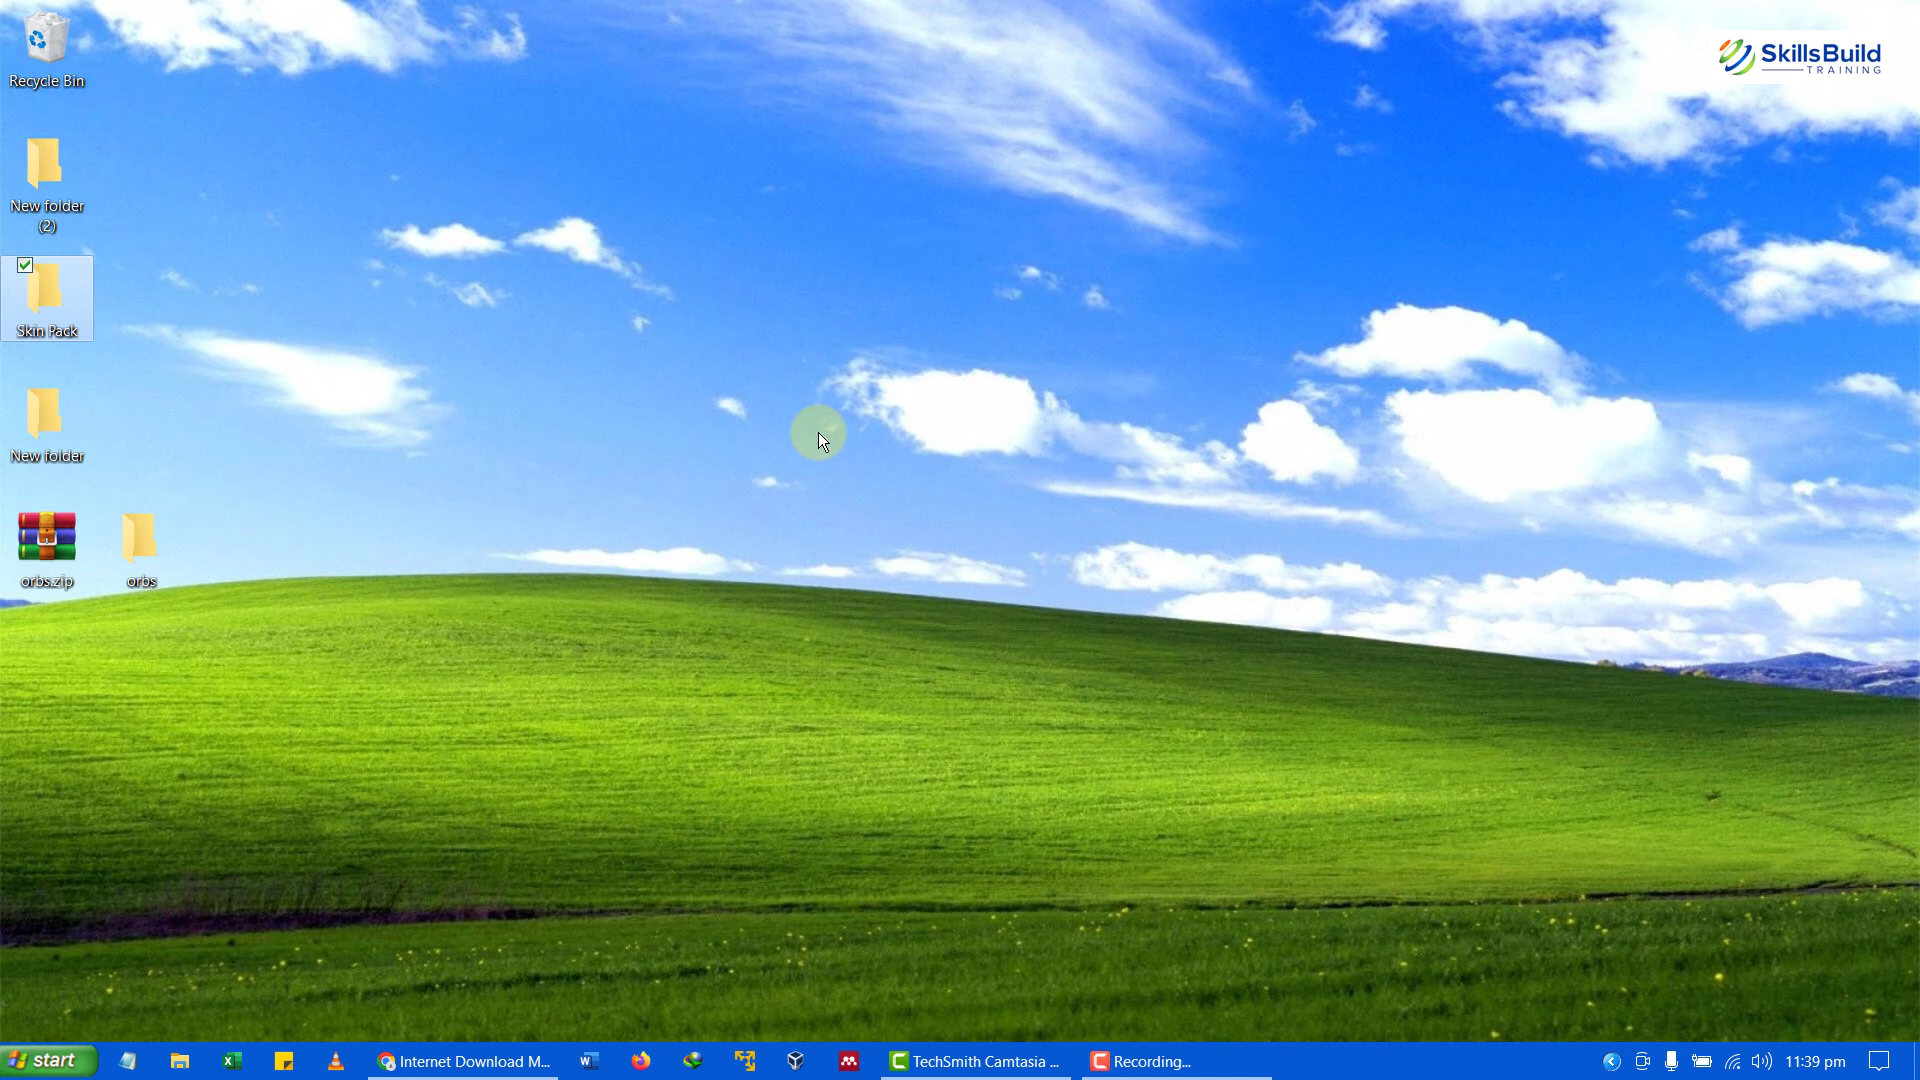 SkillsBuild
TRAINING
Recycle Bin
New folder
(2)
Skin Pack
New folder
orbs.zip
orbs
start
Internet Download M...
TechSmith Camtasia ...
Recording...
11:39 pm